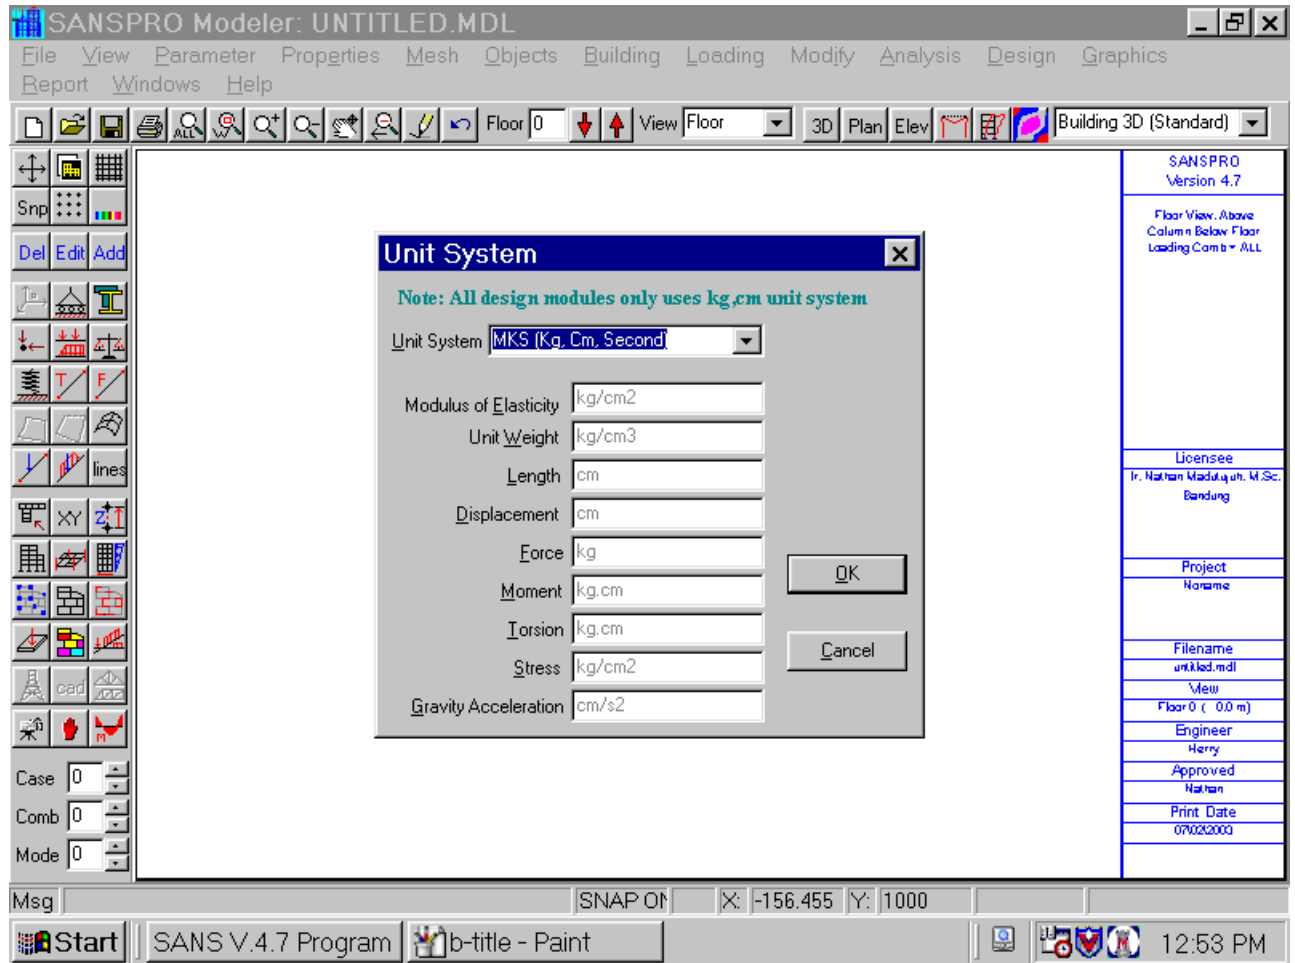 SANSPRO Modeler: UNTITLED.MDL
File View Parameter Properties Mesh Objects Building Loading Modify Analysis Design Graphics
Report Windows Help
Floor 0 View Floor 3D Plan Elev Building 3D (Standard)
Snp
Del Edit Add
T F
lines
XY Z
cad
M
Case 0
Comb 0
Mode 0
Unit System
Note: All design modules only uses kg,cm unit system
Unit System MKS (Kg, Cm, Second)
Modulus of Elasticity kg/cm2
Unit Weight kg/cm3
Length cm
Displacement cm
Force kg
Moment kg.cm
Torsion kg.cm
Stress kg/cm2
Gravity Acceleration cm/s2
OK
Cancel
SANSPRO
Version 4.7
Floor View, Above
Column Below Floor
Loading Comb = ALL
Licensee
Ir. Nathan Madutujuh, M.Sc.
Bandung
Project
Noname
Filename
untitled.mdl
View
Floor 0 ( 0.0 m)
Engineer
Herry
Approved
Nathan
Print Date
Msg SNAP ON X: -156.455 Y: 1000
Start SANS V.4.7 Program b-title - Paint 12:53 PM